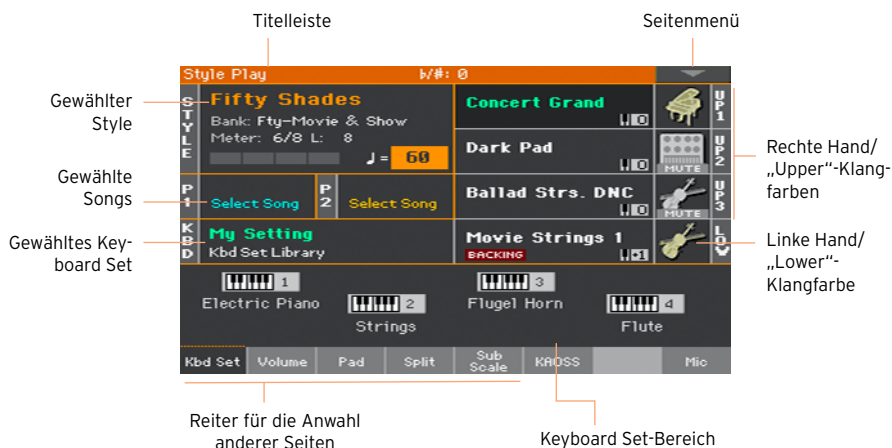 Titelleiste
Seitenmenü
Style Play
♭/#: 0
Gewählter
Style
STYLE
Fifty Shades
Bank: Fty-Movie & Show
Meter: 6/8 L: 8
♩ = 60
Concert Grand
0
UP1
Dark Pad
0
MUTE
UP2
Rechte Hand/
„Upper“-Klang-
farben
Gewählte
Songs
P1
Select Song
P2
Select Song
Ballad Strs. DNC
0
MUTE
UP3
Gewähltes Key-
board Set
KBD
My Setting
Kbd Set Library
Movie Strings 1
BACKING
+1
LOW
Linke Hand/
„Lower“-
Klangfarbe
1
Electric Piano
2
Strings
3
Flugel Horn
4
Flute
Kbd Set
Volume
Pad
Split
Sub
Scale
KAOSS
Mic
Reiter für die Anwahl
anderer Seiten
Keyboard Set-Bereich